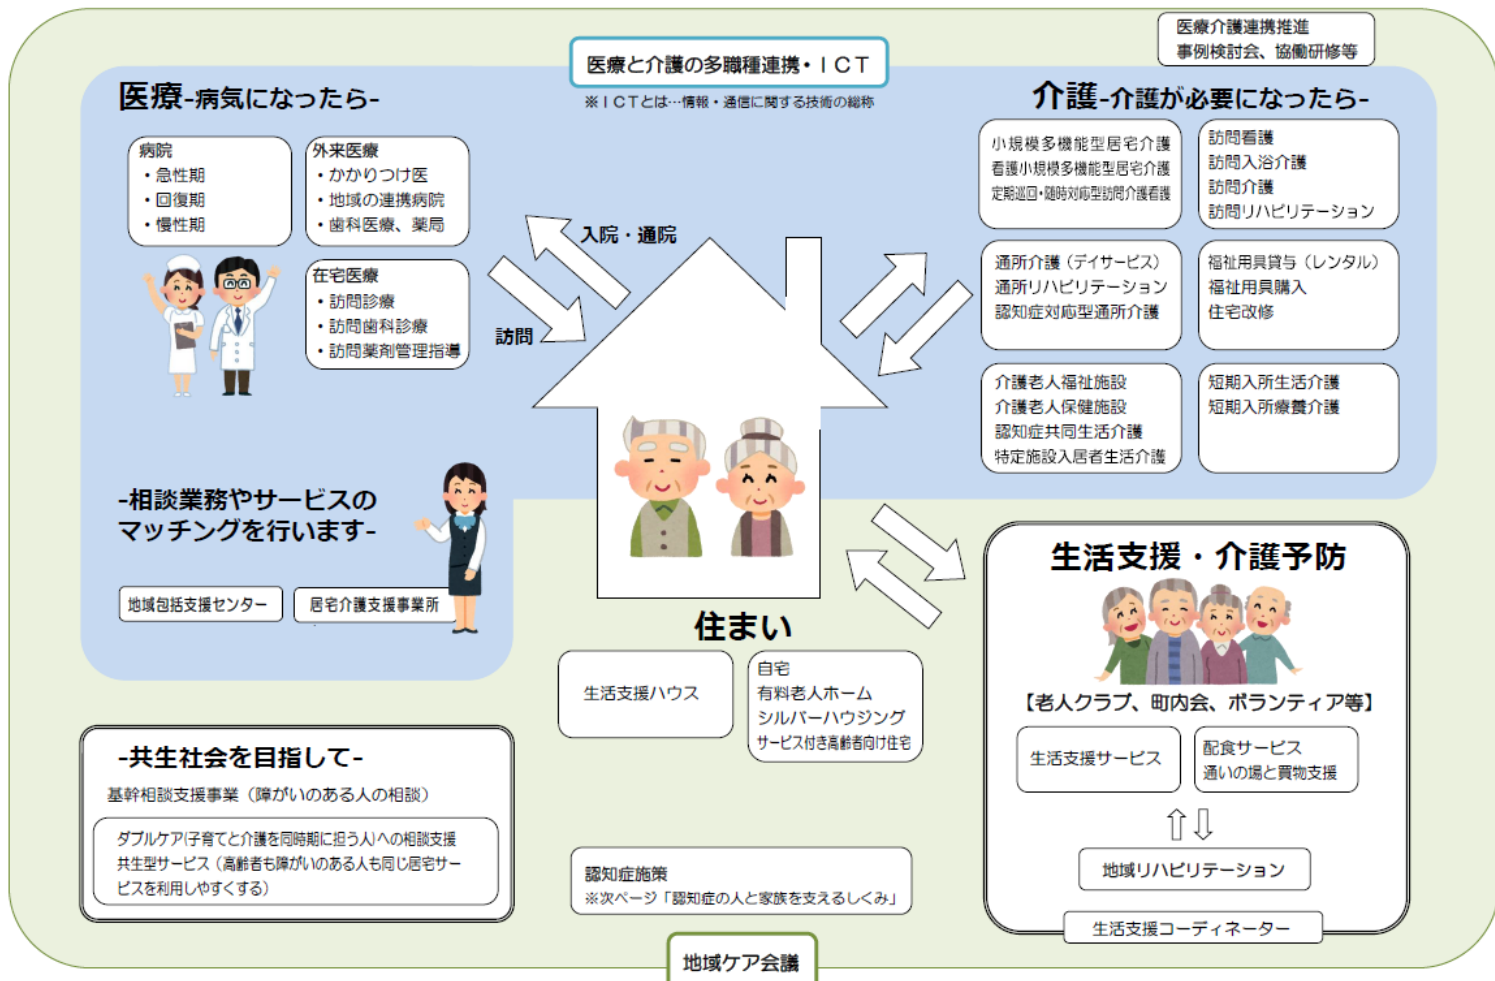 医療介護連携推進
事例検討会、協働研修等
医療と介護の多職種連携・ＩＣＴ
※ＩＣＴとは…情報・通信に関する技術の総称
医療-病気になったら-
病院
・急性期
・回復期
・慢性期
外来医療
・かかりつけ医
・地域の連携病院
・歯科医療、薬局
在宅医療
・訪問診療
・訪問歯科診療
・訪問薬剤管理指導
入院・通院
訪問
介護-介護が必要になったら-
小規模多機能型居宅介護
看護小規模多機能型居宅介護
定期巡回・随時対応型訪問介護看護
訪問看護
訪問入浴介護
訪問介護
訪問リハビリテーション
通所介護（デイサービス）
通所リハビリテーション
認知症対応型通所介護
福祉用具貸与（レンタル）
福祉用具購入
住宅改修
介護老人福祉施設
介護老人保健施設
認知症共同生活介護
特定施設入居者生活介護
短期入所生活介護
短期入所療養介護
-相談業務やサービスの
マッチングを行います-
地域包括支援センター
居宅介護支援事業所
住まい
生活支援ハウス
自宅
有料老人ホーム
シルバーハウジング
サービス付き高齢者向け住宅
生活支援・介護予防
【老人クラブ、町内会、ボランティア等】
生活支援サービス
配食サービス
通いの場と買物支援
地域リハビリテーション
生活支援コーディネーター
-共生社会を目指して-
基幹相談支援事業（障がいのある人の相談）
ダブルケア(子育てと介護を同時期に担う人)への相談支援
共生型サービス（高齢者も障がいのある人も同じ居宅サー
ビスを利用しやすくする）
認知症施策
※次ページ「認知症の人と家族を支えるしくみ」
地域ケア会議